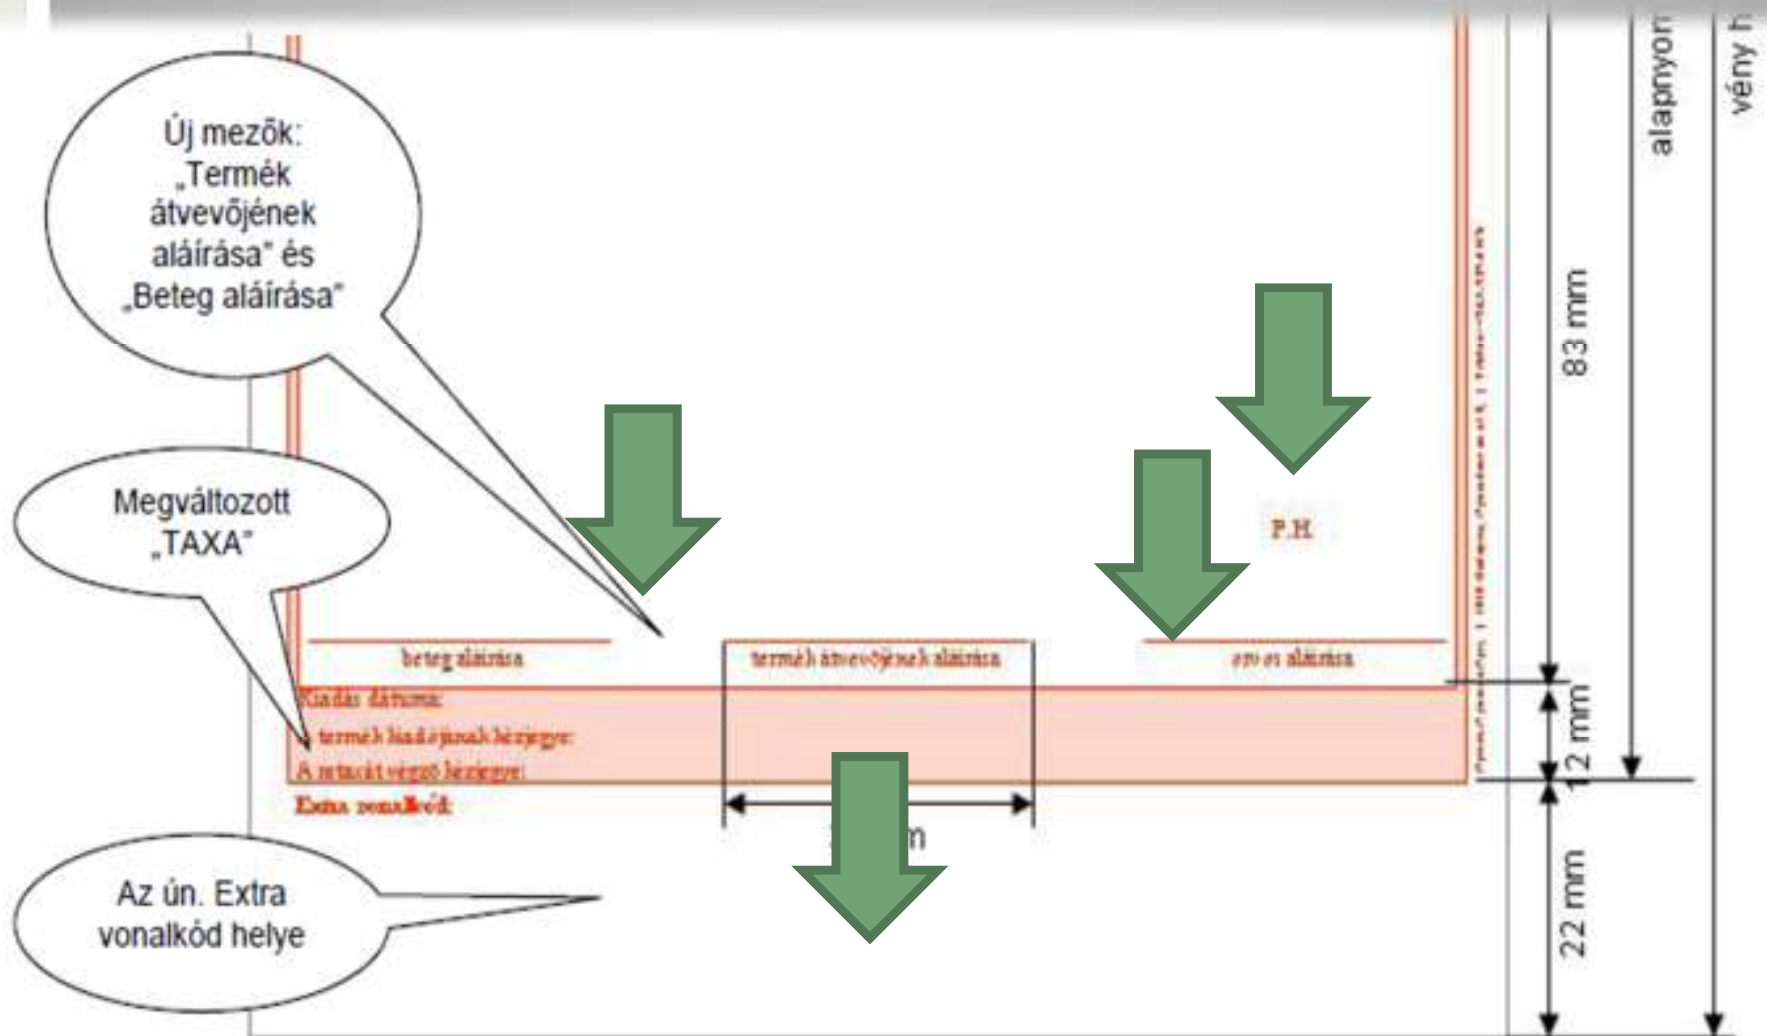 Új mezők:
„Termék
átvevőjének
aláírása” és
„Beteg aláírása”
Megváltozott
„TAXA”
P.H.
beteg aláírása
termék átvevőjének aláírása
orvos aláírása
Kiadás dátuma:
termék kiadójának kézjegye:
A retaxát végző kézjegye:
Extra vonalkód:
Az ún. Extra
vonalkód helye
83 mm
12 mm
22 mm
alapnyom
vény h